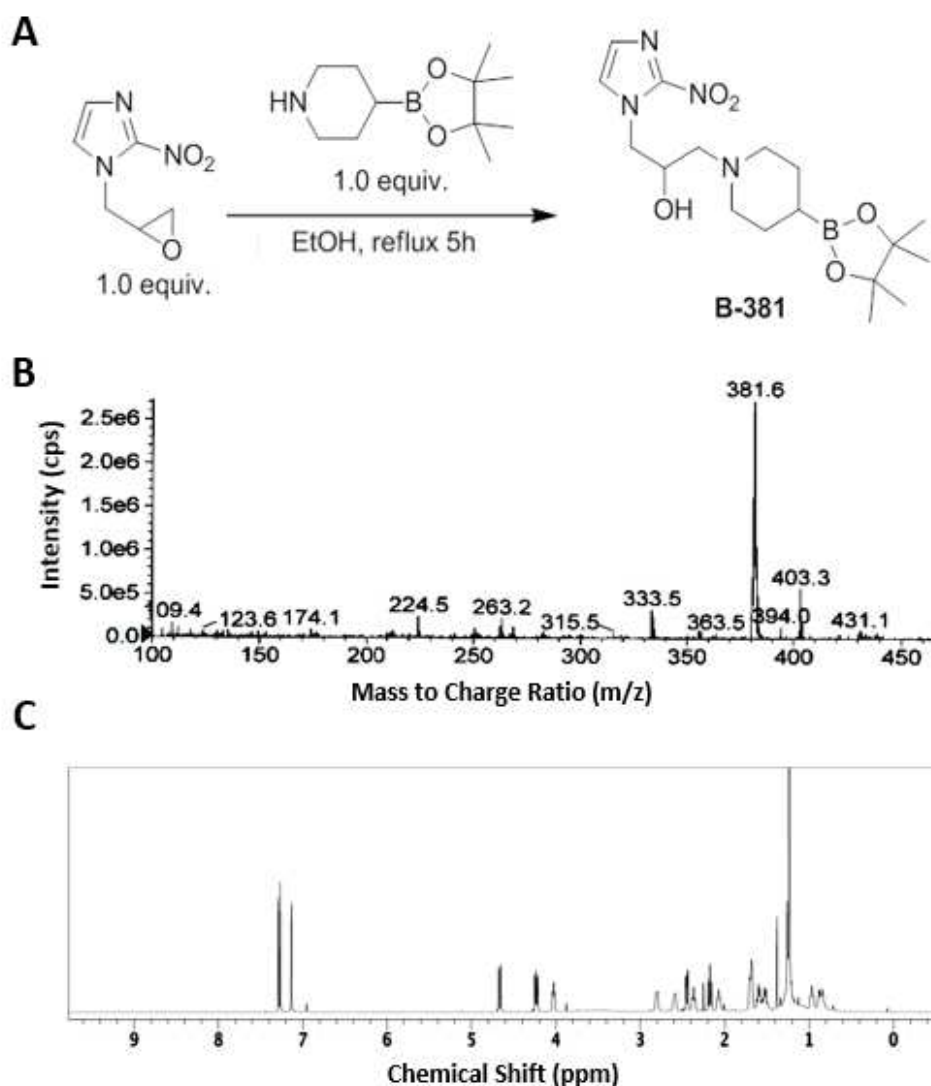 A
N
N
NO₂
O
1.0 equiv.
HN
B
O
O
1.0 equiv.
EtOH, reflux 5h
N
N
NO₂
OH
N
B
O
O
B-381
B
Intensity (cps)
2.5e6
2.0e6
1.5e6
1.0e6
5.0e5
0.0
109.4
123.6
174.1
224.5
263.2
315.5
333.5
363.5
381.6
394.0
403.3
431.1
100 150 200 250 300 350 400 450
Mass to Charge Ratio (m/z)
C
9 8 7 6 5 4 3 2 1 0
Chemical Shift (ppm)